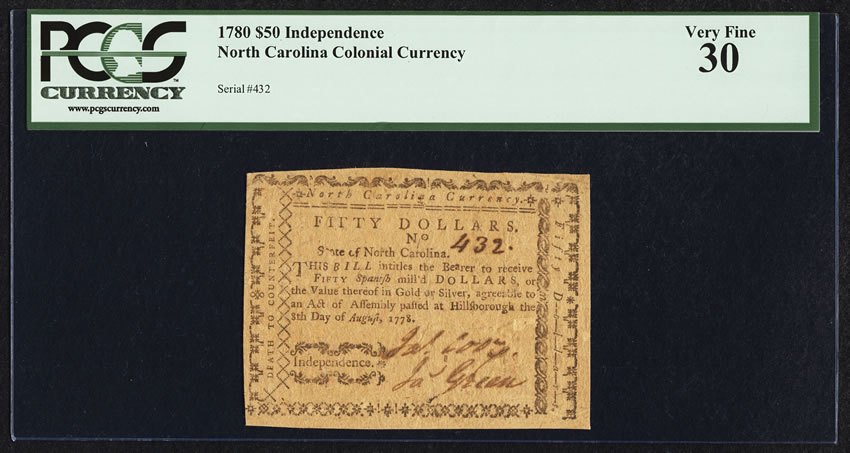 PCGS
CURRENCY
www.pcgscurrency.com
1780 $50 Independence
North Carolina Colonial Currency
Serial #432
Very Fine
30
North Carolina Currency.
FIFTY DOLLARS.
No 432.
State of North Carolina.
THIS BILL intitles the Bearer to receive
FIFTY Spaniſh mill'd DOLLARS, or
the Value thereof in Gold or Silver, agreeable to
an Act of Aſſembly paſſed at Hillſborough the
8th Day of Auguſt, 1778.
Independence.
Green
DEATH TO COUNTERFEIT.
Fifty Dollars